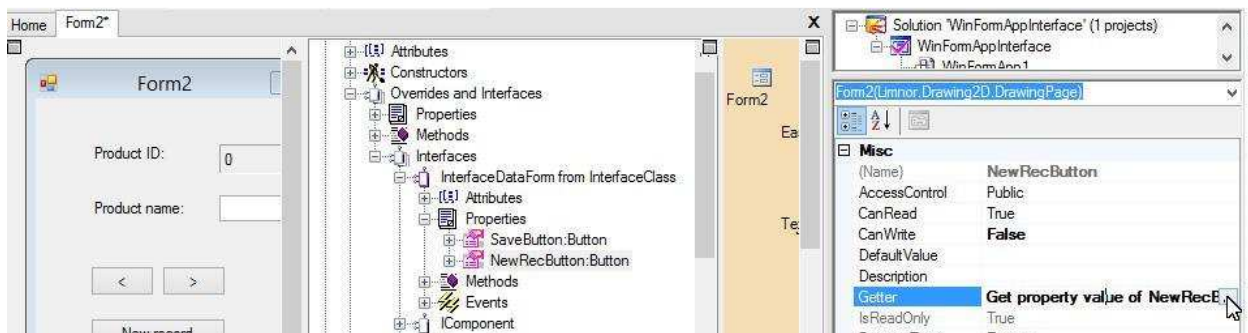 Home Form2* X
Form2
Product ID: 0
Product name:
< >
New record
Attributes
Constructors
Overrides and Interfaces
Properties
Methods
Interfaces
InterfaceDataForm from InterfaceClass
Attributes
Properties
SaveButton:Button
NewRecButton:Button
Methods
Events
IComponent
Form2
Ea
Te
Solution 'WinFormAppInterface' (1 projects)
WinFormAppInterface
WinFormApp1
Form2(Limnor.Drawing2D.DrawingPage)
Misc
(Name) NewRecButton
AccessControl Public
CanRead True
CanWrite False
DefaultValue
Description
Getter Get property value of NewRecB
IsReadOnly True